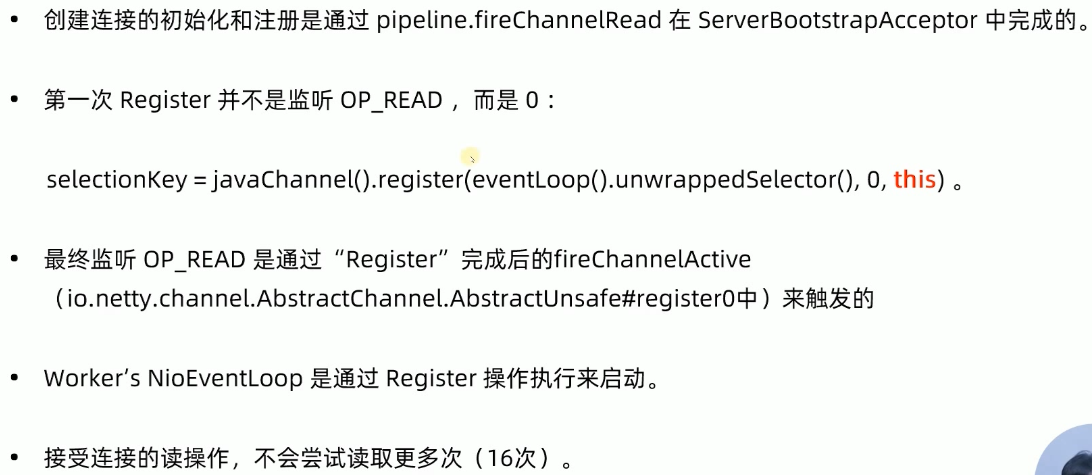 • 创建连接的初始化和注册是通过 pipeline.fireChannelRead 在 ServerBootstrapAcceptor 中完成的。
• 第一次 Register 并不是监听 OP_READ ，而是 0 ：
selectionKey = javaChannel().register(eventLoop().unwrappedSelector(), 0, this) 。
• 最终监听 OP_READ 是通过“Register”完成后的fireChannelActive
（io.netty.channel.AbstractChannel.AbstractUnsafe#register0中）来触发的
• Worker’s NioEventLoop 是通过 Register 操作执行来启动。
• 接受连接的读操作，不会尝试读取更多次（16次）。